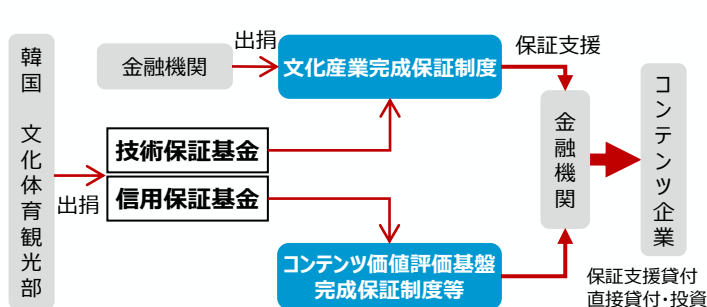 韓国 文化体育観光部
金融機関
出捐
文化産業完成保証制度
保証支援
技術保証基金
信用保証基金
出捐
コンテンツ価値評価基盤
完成保証制度等
金融機関
コンテンツ企業
保証支援貸付
直接貸付・投資